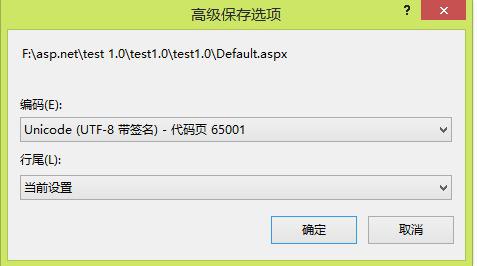 高级保存选项
?
F:\asp.net\test 1.0\test1.0\test1.0\Default.aspx
编码(E):
Unicode (UTF-8 带签名) - 代码页 65001
行尾(L):
当前设置
确定 取消